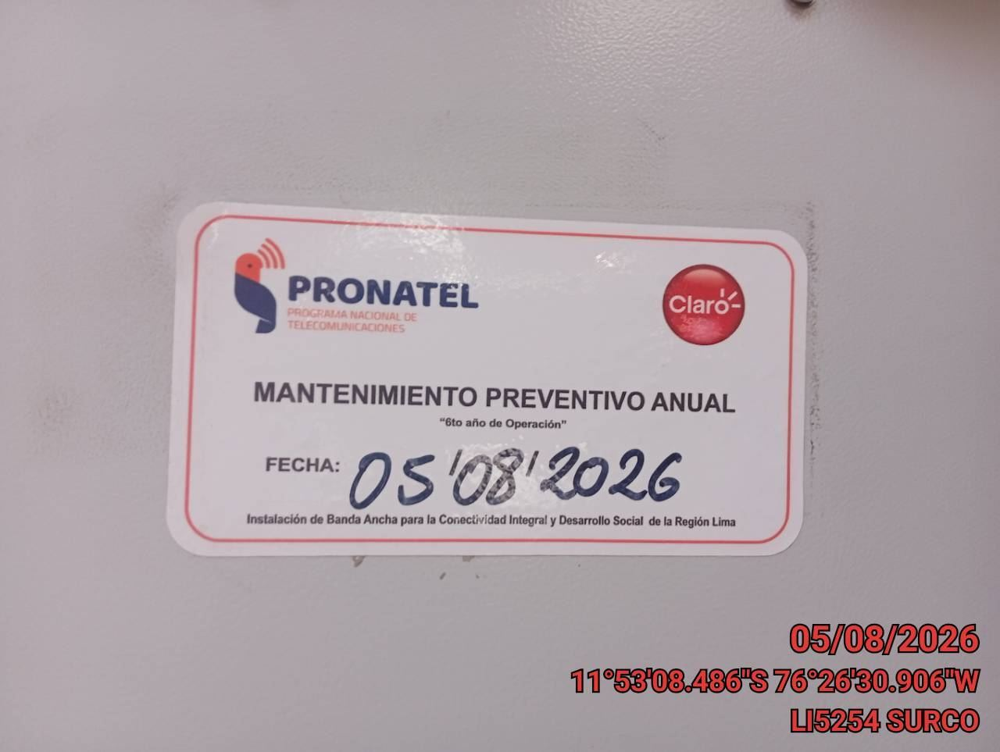 PRONATEL
PROGRAMA NACIONAL DE
TELECOMUNICACIONES
Claro
MANTENIMIENTO PREVENTIVO ANUAL
“6to año de Operación”
FECHA: 05/08/2026
Instalación de Banda Ancha para la Conectividad Integral y Desarrollo Social de la Región Lima
05/08/2026
11°53'08.486"S 76°26'30.906"W
LI5254 SURCO